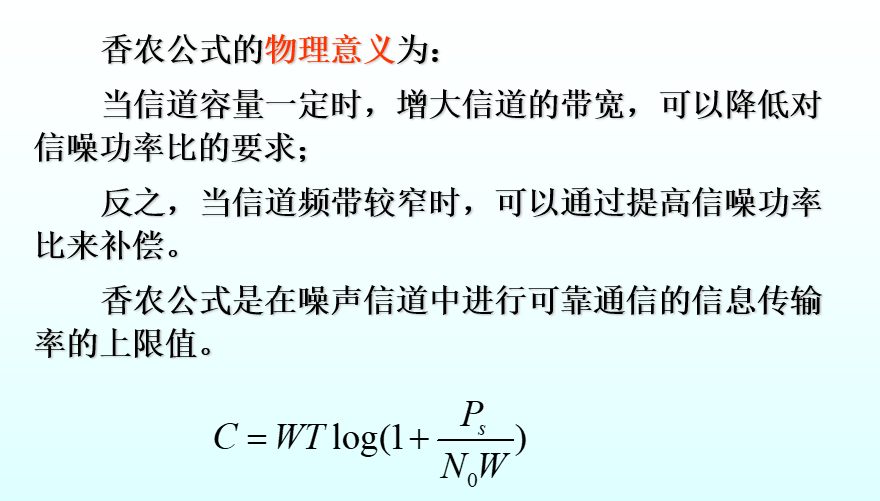 香农公式的物理意义为：
当信道容量一定时，增大信道的带宽，可以降低对
信噪功率比的要求；
反之，当信道频带较窄时，可以通过提高信噪功率
比来补偿。
香农公式是在噪声信道中进行可靠通信的信息传输
率的上限值。
C = WT log(1 + P_s / (N_0 W))